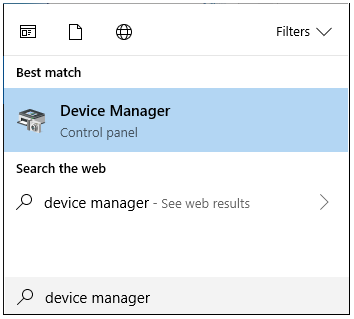 Filters
Best match
Device Manager
Control panel
Search the web
device manager - See web results
device manager